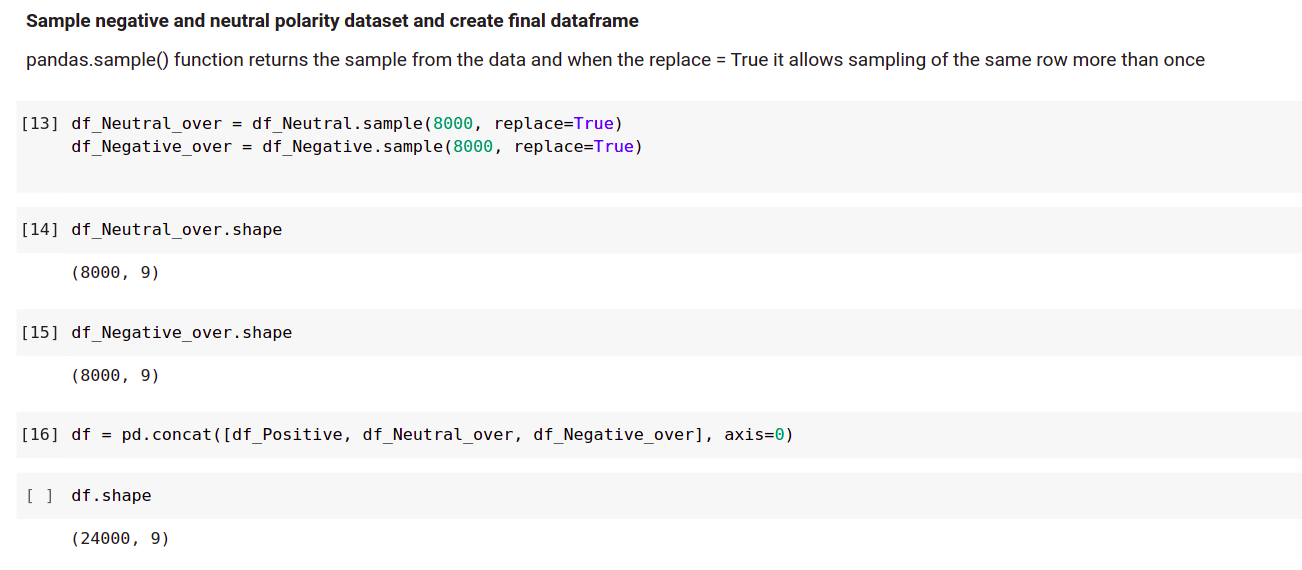 Sample negative and neutral polarity dataset and create final dataframe
pandas.sample() function returns the sample from the data and when the replace = True it allows sampling of the same row more than once
[13] df_Neutral_over = df_Neutral.sample(8000, replace=True)
df_Negative_over = df_Negative.sample(8000, replace=True)
[14] df_Neutral_over.shape
(8000, 9)
[15] df_Negative_over.shape
(8000, 9)
[16] df = pd.concat([df_Positive, df_Neutral_over, df_Negative_over], axis=0)
[ ] df.shape
(24000, 9)